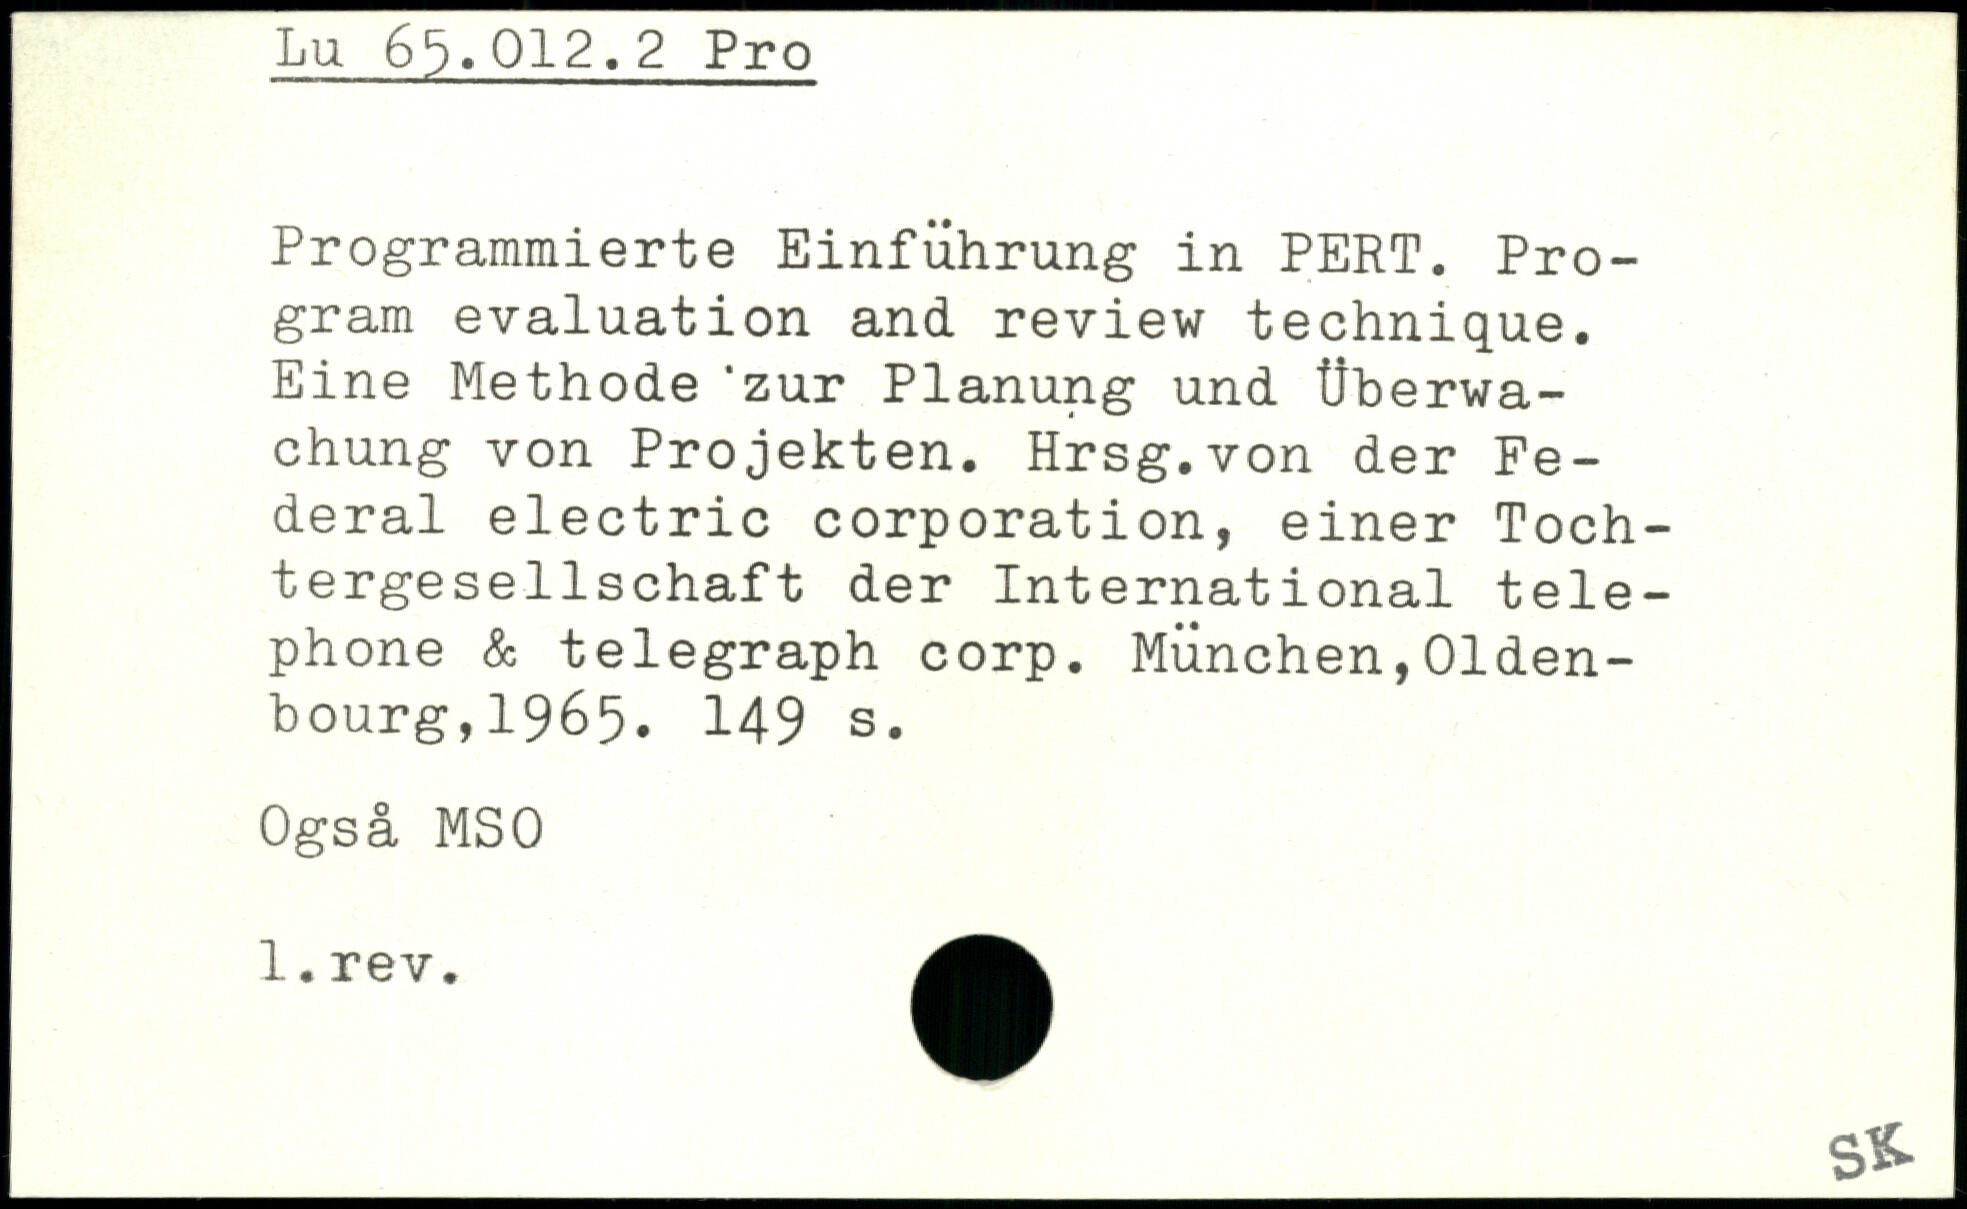 Lu 65.012.2 Pro
Programmierte Einführung in PERT. Pro-
gram evaluation and review technique.
Eine Methode zur Planung und Überwa-
chung von Projekten. Hrsg.von der Fe-
deral electric corporation, einer Toch-
tergesellschaft der International tele-
phone & telegraph corp. München,Olden-
bourg,1965. 149 s.
Også MSO
1.rev.
SK